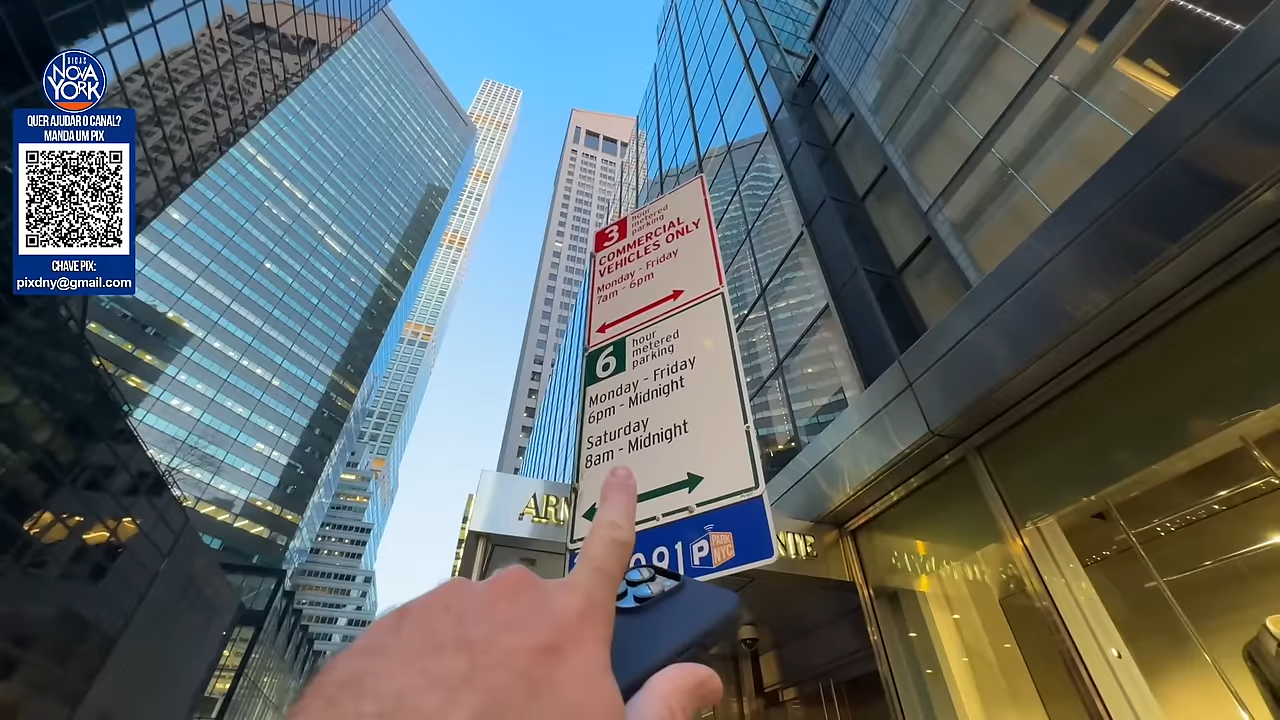 DICAS
NOVA
YORK
QUER AJUDAR O CANAL?
MANDA UM PIX
CHAVE PIX:
pixdny@gmail.com
3
hour
metered
parking
COMMERCIAL
VEHICLES ONLY
Monday - Friday
7am - 6pm
6
hour
metered
parking
Monday - Friday
6pm - Midnight
Saturday
8am - Midnight
P
PARK
NYC